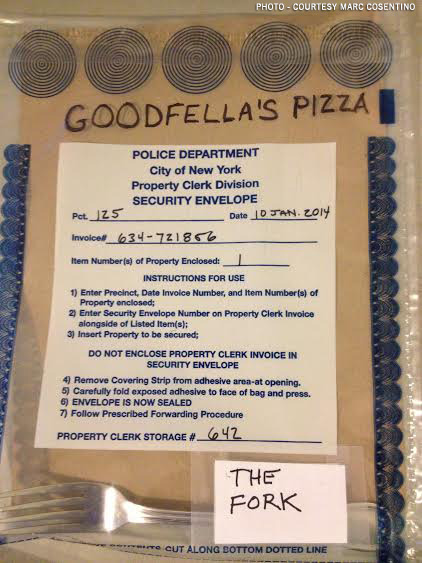 PHOTO - COURTESY MARC COSENTINO
GOODFELLA'S PIZZA
POLICE DEPARTMENT
City of New York
Property Clerk Division
SECURITY ENVELOPE
Pct. 125 Date 10 JAN. 2014
Invoice# 634-721856
Item Number(s) of Property Enclosed: 1
INSTRUCTIONS FOR USE
1) Enter Precinct, Date Invoice Number, and Item Number(s) of
Property enclosed;
2) Enter Security Envelope Number on Property Clerk Invoice
alongside of Listed Item(s);
3) Insert Property to be secured;
DO NOT ENCLOSE PROPERTY CLERK INVOICE IN
SECURITY ENVELOPE
4) Remove Covering Strip from adhesive area-at opening.
5) Carefully fold exposed adhesive to face of bag and press.
6) ENVELOPE IS NOW SEALED
7) Follow Prescribed Forwarding Procedure
PROPERTY CLERK STORAGE # 642
THE
FORK
CONTENTS CUT ALONG BOTTOM DOTTED LINE